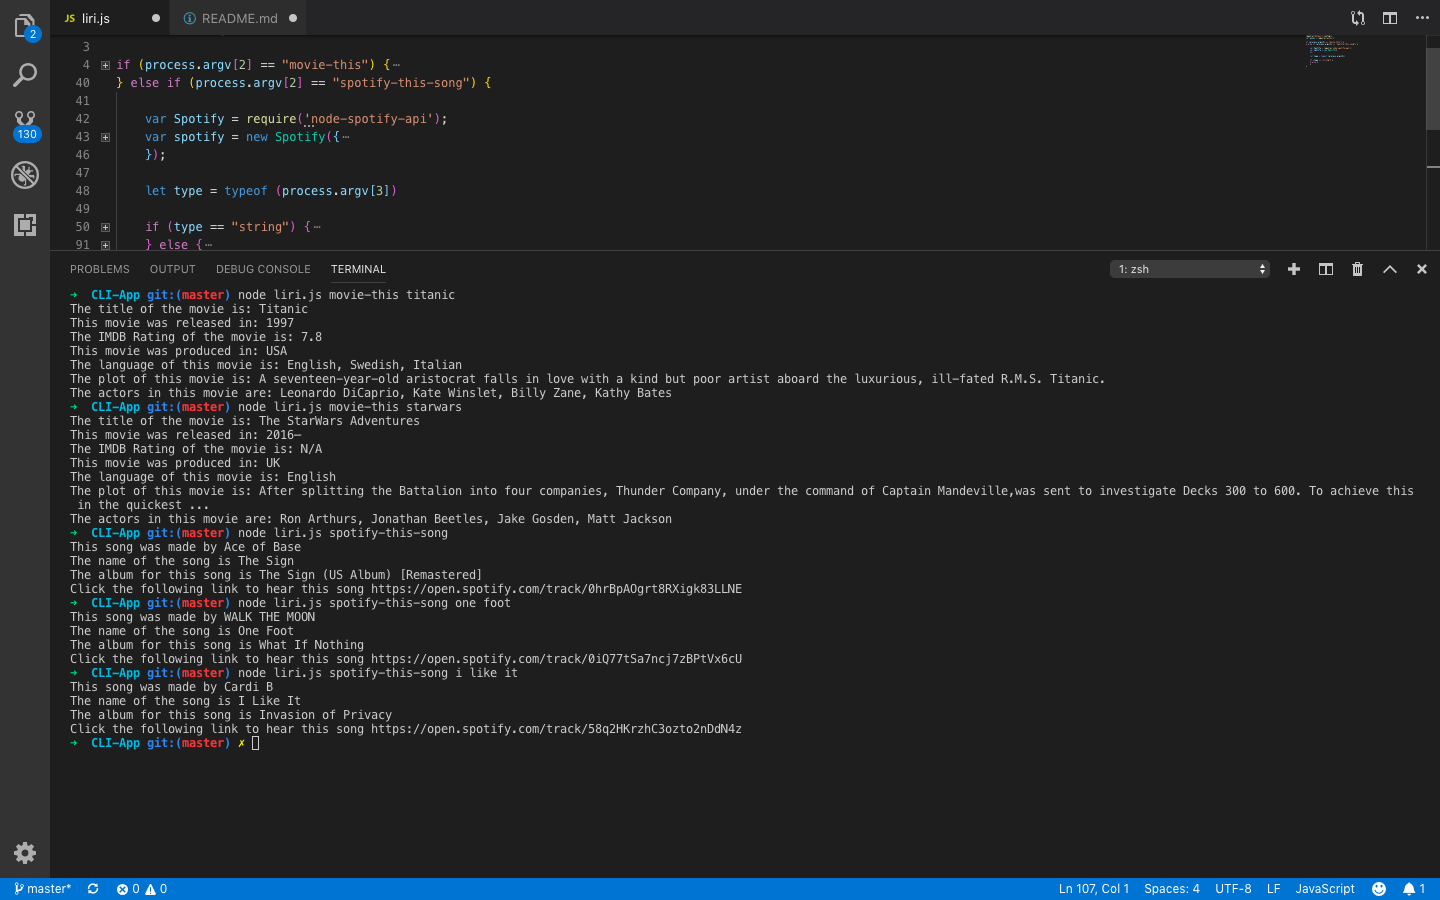 JS liri.js
README.md
2
130
3
4 if (process.argv[2] == "movie-this") {⋯
40 } else if (process.argv[2] == "spotify-this-song") {
41
42 var Spotify = require('node-spotify-api');
43 var spotify = new Spotify({⋯
46 });
47
48 let type = typeof (process.argv[3])
49
50 if (type == "string") {⋯
91 } else {⋯
PROBLEMS OUTPUT DEBUG CONSOLE TERMINAL 1: zsh
➜ CLI-App git:(master) node liri.js movie-this titanic
The title of the movie is: Titanic
This movie was released in: 1997
The IMDB Rating of the movie is: 7.8
This movie was produced in: USA
The language of this movie is: English, Swedish, Italian
The plot of this movie is: A seventeen-year-old aristocrat falls in love with a kind but poor artist aboard the luxurious, ill-fated R.M.S. Titanic.
The actors in this movie are: Leonardo DiCaprio, Kate Winslet, Billy Zane, Kathy Bates
➜ CLI-App git:(master) node liri.js movie-this starwars
The title of the movie is: The StarWars Adventures
This movie was released in: 2016–
The IMDB Rating of the movie is: N/A
This movie was produced in: UK
The language of this movie is: English
The plot of this movie is: After splitting the Battalion into four companies, Thunder Company, under the command of Captain Mandeville,was sent to investigate Decks 300 to 600. To achieve this
in the quickest ...
The actors in this movie are: Ron Arthurs, Jonathan Beetles, Jake Gosden, Matt Jackson
➜ CLI-App git:(master) node liri.js spotify-this-song
This song was made by Ace of Base
The name of the song is The Sign
The album for this song is The Sign (US Album) [Remastered]
Click the following link to hear this song https://open.spotify.com/track/0hrBpAOgrt8RXigk83LLNE
➜ CLI-App git:(master) node liri.js spotify-this-song one foot
This song was made by WALK THE MOON
The name of the song is One Foot
The album for this song is What If Nothing
Click the following link to hear this song https://open.spotify.com/track/0iQ77tSa7ncj7zBPtVx6cU
➜ CLI-App git:(master) node liri.js spotify-this-song i like it
This song was made by Cardi B
The name of the song is I Like It
The album for this song is Invasion of Privacy
Click the following link to hear this song https://open.spotify.com/track/58q2HKrzhC3ozto2nDdN4z
➜ CLI-App git:(master) ✗
master* 0 0 Ln 107, Col 1 Spaces: 4 UTF-8 LF JavaScript 1